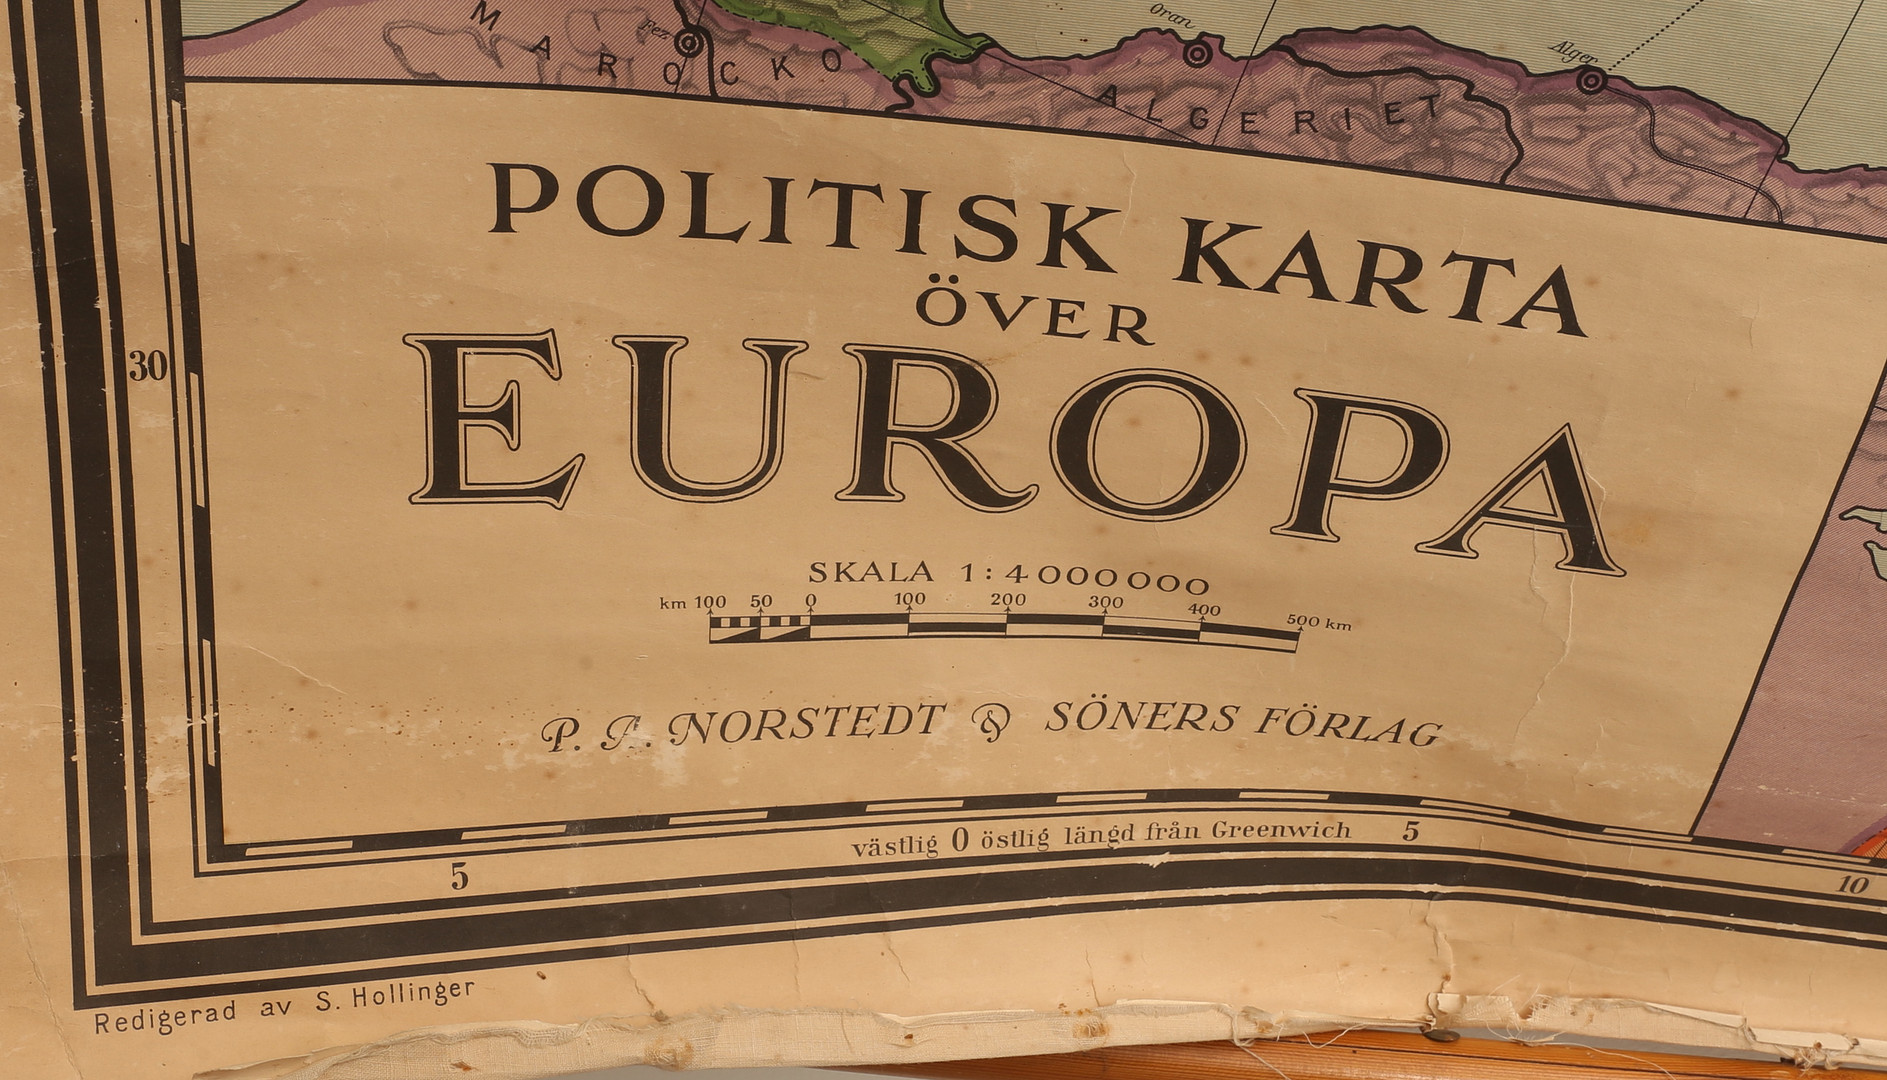 MAROCKO
Fez
Oran
Alger
ALGERIET
POLITISK KARTA
ÖVER
EUROPA
SKALA 1:4000000
km 100 50 0 100 200 300 400 500 km
P. A. NORSTEDT & SÖNERS FÖRLAG
30
5 västlig 0 östlig längd från Greenwich 5 10
Redigerad av S. Hollinger